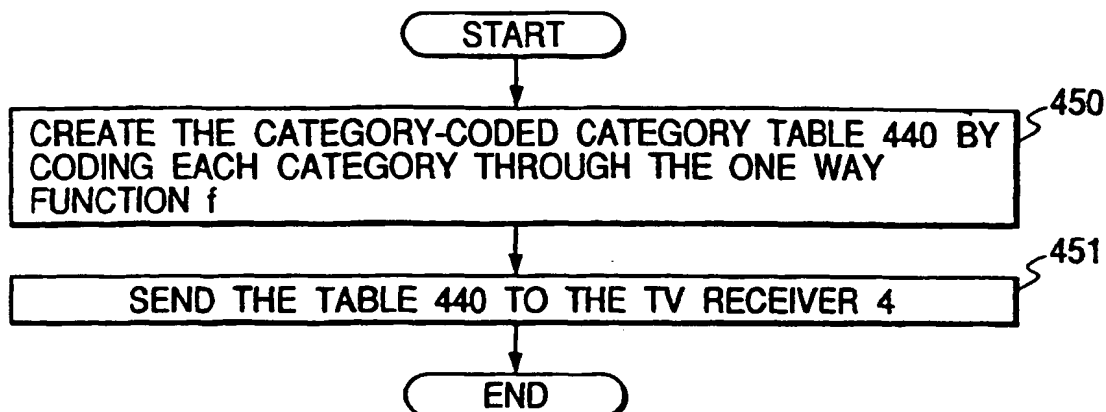 START
450
CREATE THE CATEGORY-CODED CATEGORY TABLE 440 BY
CODING EACH CATEGORY THROUGH THE ONE WAY
FUNCTION f
451
SEND THE TABLE 440 TO THE TV RECEIVER 4
END